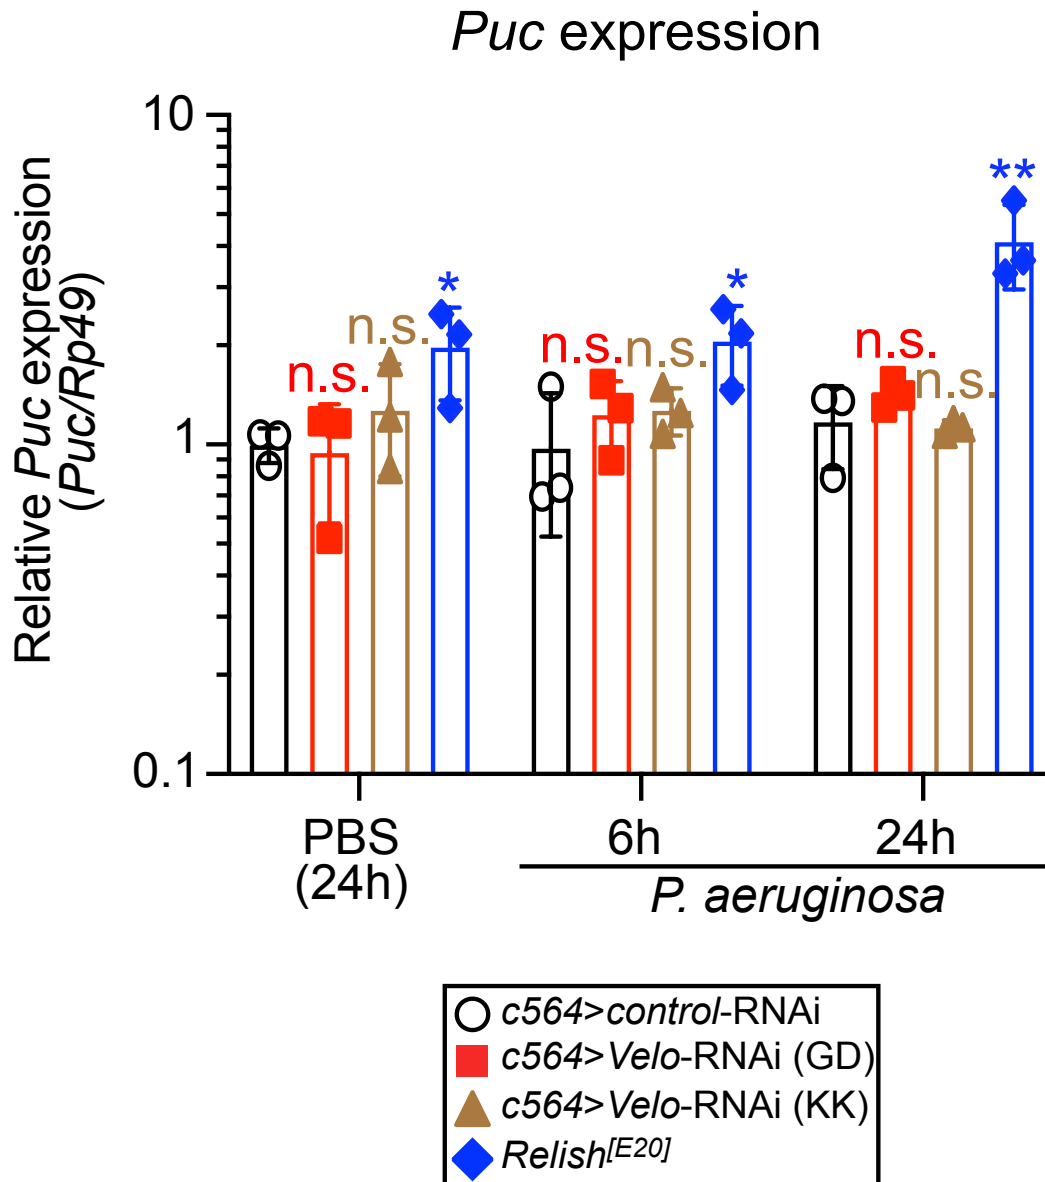 Puc expression
Relative Puc expression
(Puc/Rp49)
10
1
0.1
n.s.
n.s.
*
n.s.
n.s.
*
n.s.
n.s.
**
PBS
(24h)
6h
24h
P. aeruginosa
c564>control-RNAi
c564>Velo-RNAi (GD)
c564>Velo-RNAi (KK)
Relish[E20]